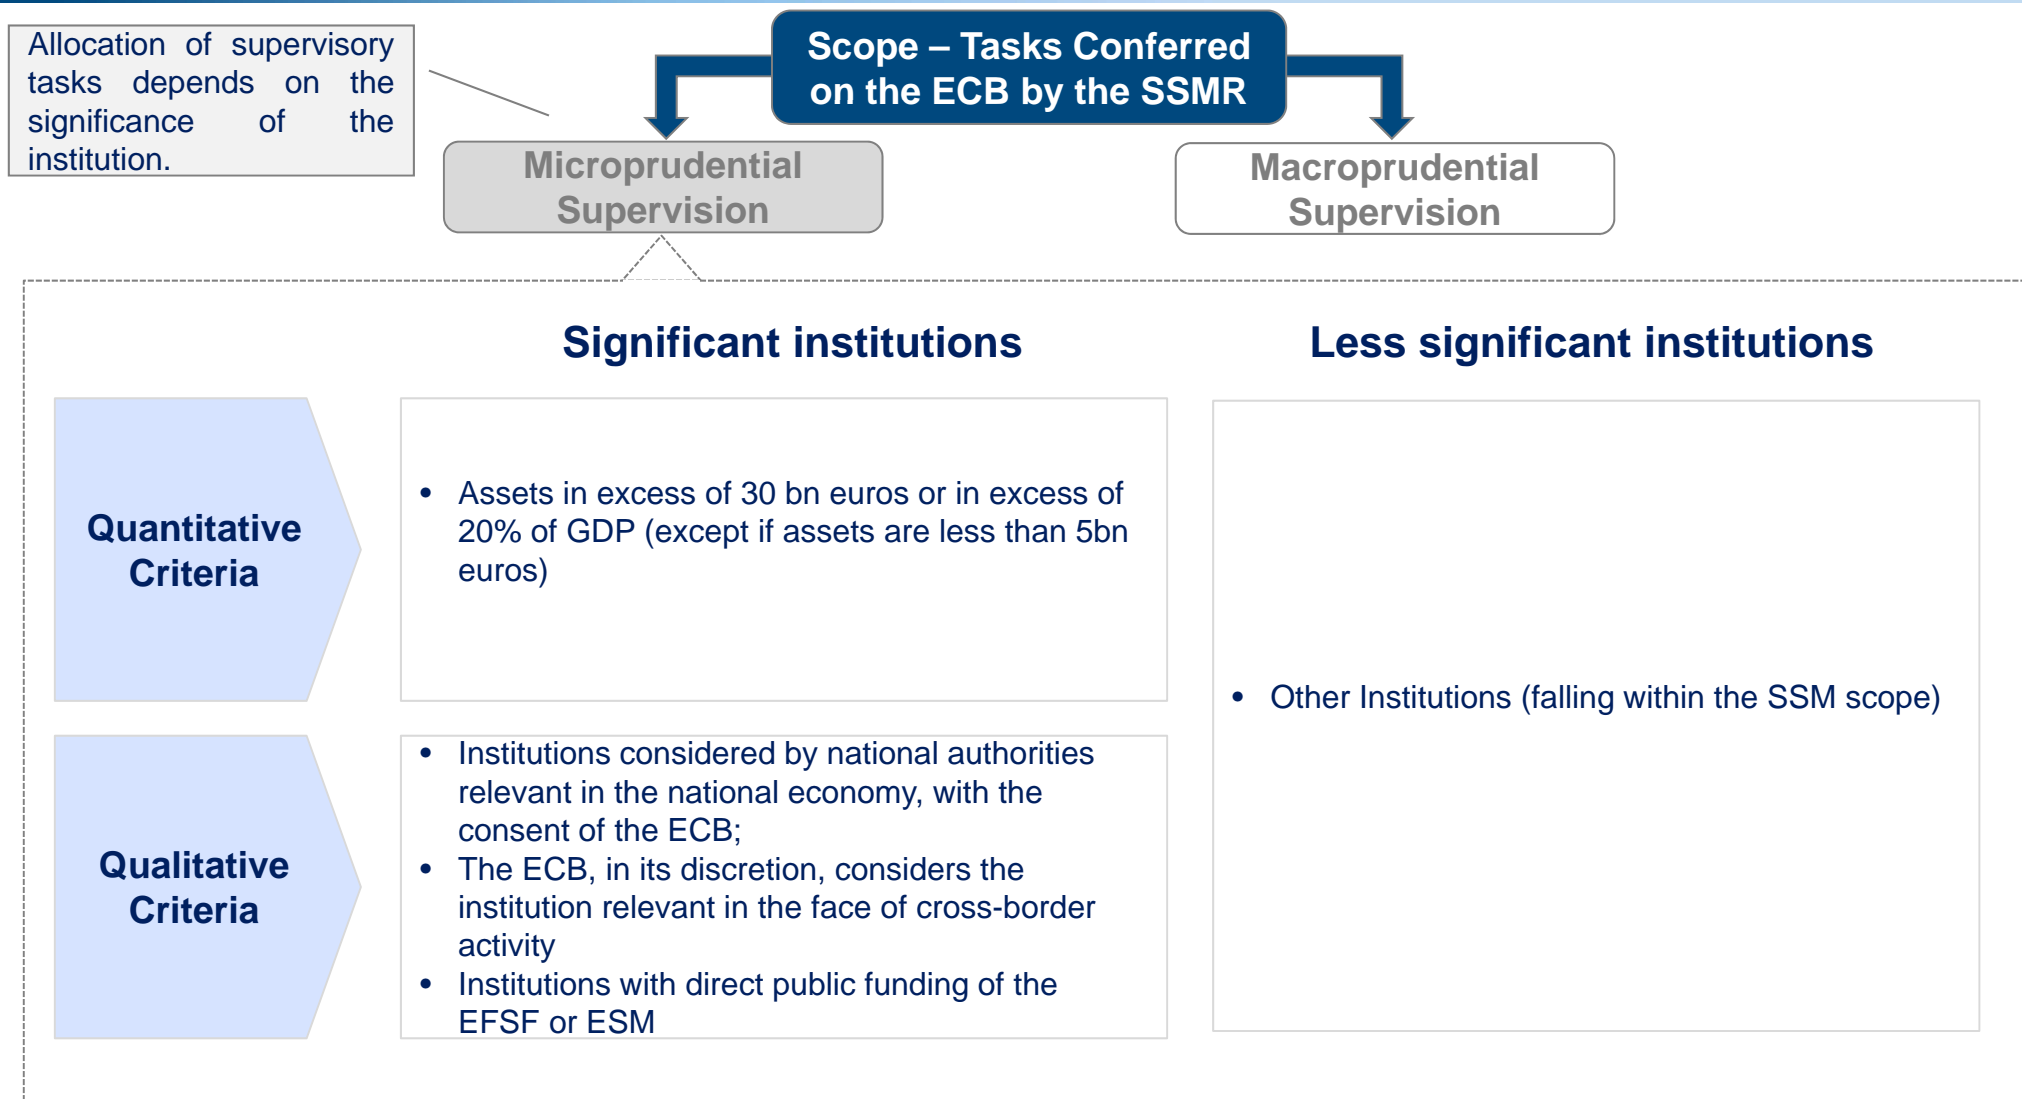 Allocation of supervisory
tasks depends on the
significance of the
institution.
Scope – Tasks Conferred
on the ECB by the SSMR
Microprudential
Supervision
Macroprudential
Supervision
Significant institutions
Less significant institutions
Quantitative
Criteria
• Assets in excess of 30 bn euros or in excess of
20% of GDP (except if assets are less than 5bn
euros)
• Other Institutions (falling within the SSM scope)
Qualitative
Criteria
• Institutions considered by national authorities
relevant in the national economy, with the
consent of the ECB;
• The ECB, in its discretion, considers the
institution relevant in the face of cross-border
activity
• Institutions with direct public funding of the
EFSF or ESM